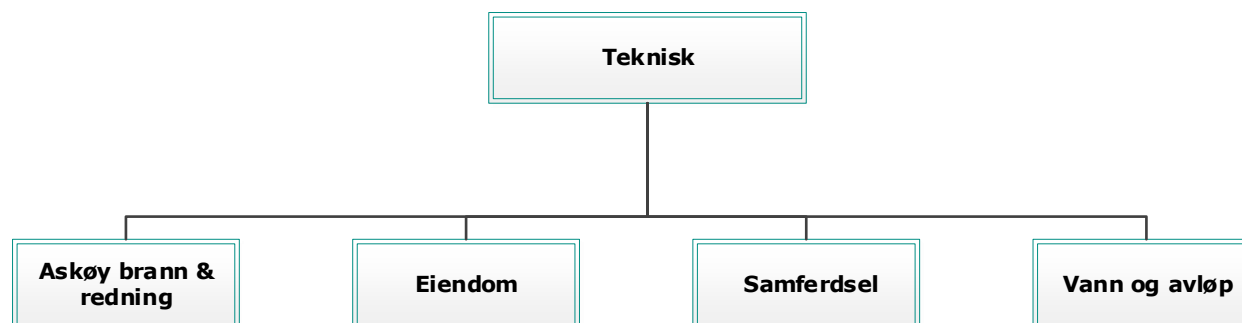 Teknisk
Askøy brann &
redning
Eiendom
Samferdsel
Vann og avløp